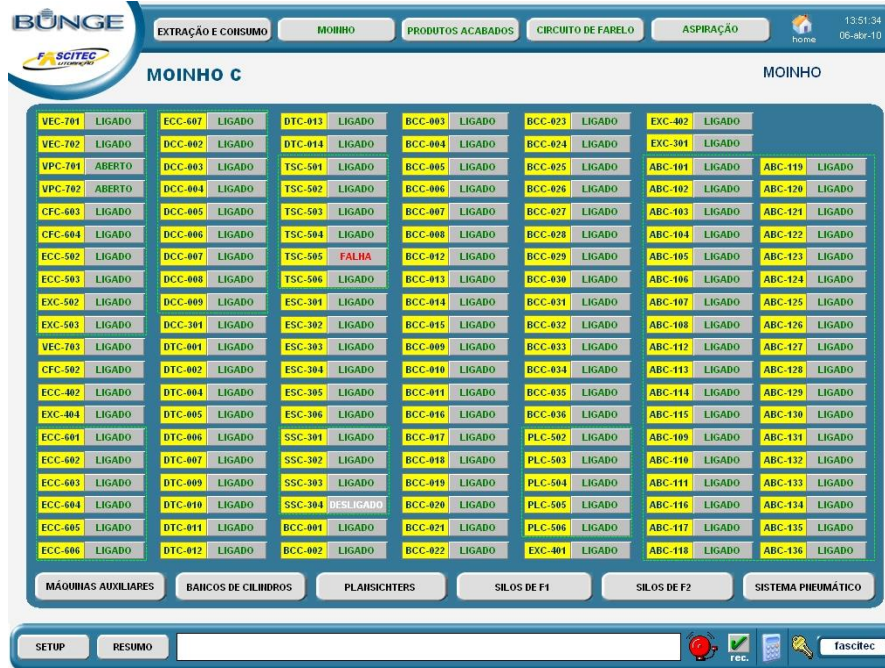 BUNGE
EXTRAÇÃO E CONSUMO MOINHO PRODUTOS ACABADOS CIRCUITO DE FARELO ASPIRAÇÃO home 13:51:34
06-abr-10
FASCITEC
AUTOMAÇÃO
MOINHO C MOINHO
VEC-701 LIGADO ECC-607 LIGADO DTC-013 LIGADO BCC-003 LIGADO BCC-023 LIGADO EXC-402 LIGADO
VEC-702 LIGADO DCC-002 LIGADO DTC-014 LIGADO BCC-004 LIGADO BCC-024 LIGADO EXC-301 LIGADO
VPC-701 ABERTO DCC-003 LIGADO TSC-501 LIGADO BCC-005 LIGADO BCC-025 LIGADO ABC-101 LIGADO ABC-119 LIGADO
VPC-702 ABERTO DCC-004 LIGADO TSC-502 LIGADO BCC-006 LIGADO BCC-026 LIGADO ABC-102 LIGADO ABC-120 LIGADO
CFC-603 LIGADO DCC-005 LIGADO TSC-503 LIGADO BCC-007 LIGADO BCC-027 LIGADO ABC-103 LIGADO ABC-121 LIGADO
CFC-604 LIGADO DCC-006 LIGADO TSC-504 LIGADO BCC-008 LIGADO BCC-028 LIGADO ABC-104 LIGADO ABC-122 LIGADO
ECC-502 LIGADO DCC-007 LIGADO TSC-505 FALHA BCC-012 LIGADO BCC-029 LIGADO ABC-105 LIGADO ABC-123 LIGADO
ECC-503 LIGADO DCC-008 LIGADO TSC-506 LIGADO BCC-013 LIGADO BCC-030 LIGADO ABC-106 LIGADO ABC-124 LIGADO
EXC-502 LIGADO DCC-009 LIGADO ESC-301 LIGADO BCC-014 LIGADO BCC-031 LIGADO ABC-107 LIGADO ABC-125 LIGADO
EXC-503 LIGADO DCC-301 LIGADO ESC-302 LIGADO BCC-015 LIGADO BCC-032 LIGADO ABC-108 LIGADO ABC-126 LIGADO
VEC-703 LIGADO DTC-001 LIGADO ESC-303 LIGADO BCC-009 LIGADO BCC-033 LIGADO ABC-112 LIGADO ABC-127 LIGADO
CFC-502 LIGADO DTC-002 LIGADO ESC-304 LIGADO BCC-010 LIGADO BCC-034 LIGADO ABC-113 LIGADO ABC-128 LIGADO
ECC-402 LIGADO DTC-004 LIGADO ESC-305 LIGADO BCC-011 LIGADO BCC-035 LIGADO ABC-114 LIGADO ABC-129 LIGADO
EXC-404 LIGADO DTC-005 LIGADO ESC-306 LIGADO BCC-016 LIGADO BCC-036 LIGADO ABC-115 LIGADO ABC-130 LIGADO
ECC-601 LIGADO DTC-006 LIGADO SSC-301 LIGADO BCC-017 LIGADO PLC-502 LIGADO ABC-109 LIGADO ABC-131 LIGADO
ECC-602 LIGADO DTC-007 LIGADO SSC-302 LIGADO BCC-018 LIGADO PLC-503 LIGADO ABC-110 LIGADO ABC-132 LIGADO
ECC-603 LIGADO DTC-009 LIGADO SSC-303 LIGADO BCC-019 LIGADO PLC-504 LIGADO ABC-111 LIGADO ABC-133 LIGADO
ECC-604 LIGADO DTC-010 LIGADO SSC-304 DESLIGADO BCC-020 LIGADO PLC-505 LIGADO ABC-116 LIGADO ABC-134 LIGADO
ECC-605 LIGADO DTC-011 LIGADO BCC-001 LIGADO BCC-021 LIGADO PLC-506 LIGADO ABC-117 LIGADO ABC-135 LIGADO
ECC-606 LIGADO DTC-012 LIGADO BCC-002 LIGADO BCC-022 LIGADO EXC-401 LIGADO ABC-118 LIGADO ABC-136 LIGADO
MÁQUINAS AUXILIARES BANCOS DE CILINDROS PLANSICHTERS SILOS DE F1 SILOS DE F2 SISTEMA PNEUMÁTICO
SETUP RESUMO rec. fascitec